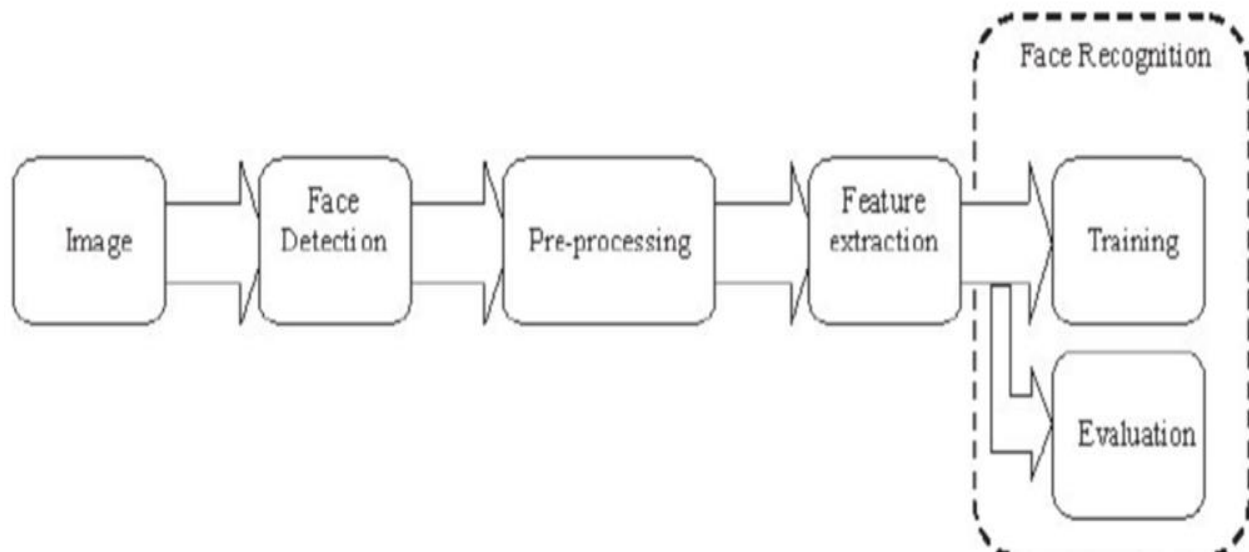 Face Recognition
Image
Face
Detection
Pre-processing
Feature
extraction
Training
Evaluation